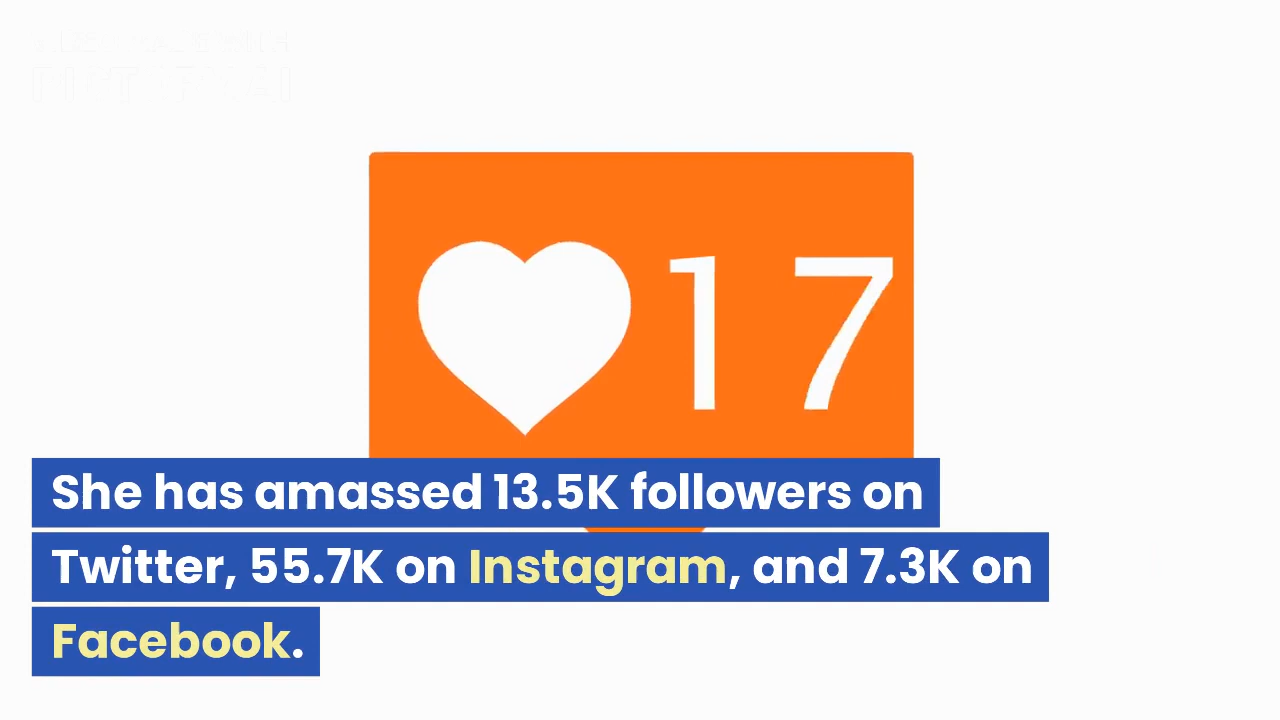 17
She has amassed 13.5K followers on
Twitter, 55.7K on Instagram, and 7.3K on
Facebook.